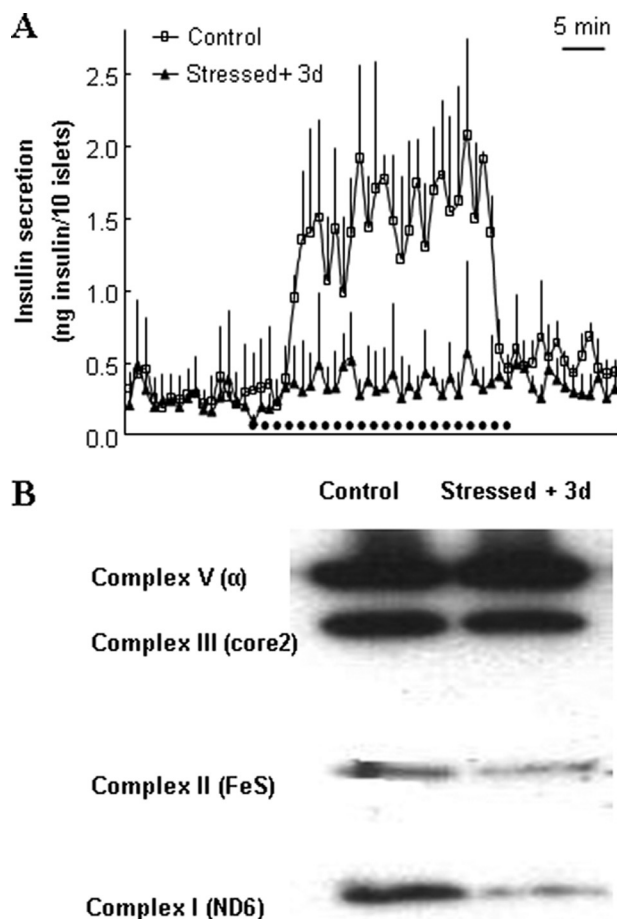 A
Control
Stressed+ 3d
5 min
Insulin secretion
(ng insulin/10 islets)
2.5
2.0
1.5
1.0
0.5
0.0
B
Control Stressed + 3d
Complex V (α)
Complex III (core2)
Complex II (FeS)
Complex I (ND6)